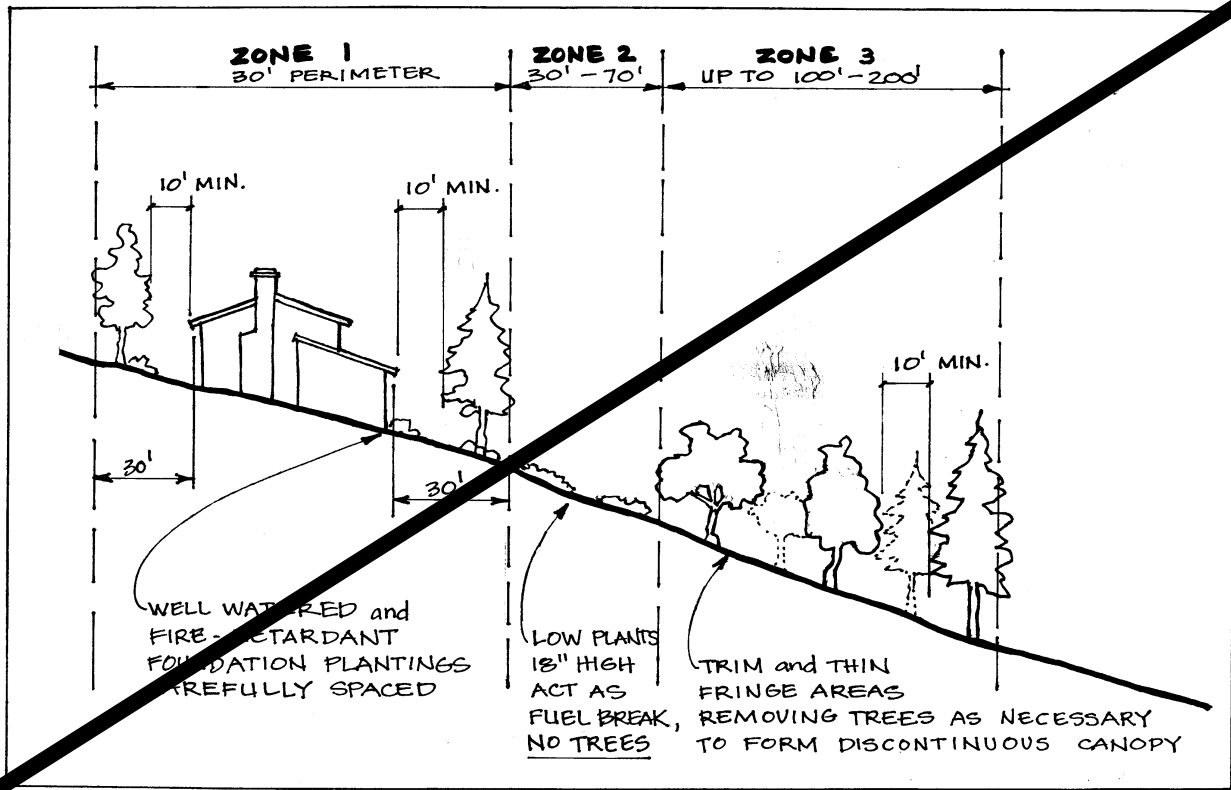 ZONE 1
30' PERIMETER
ZONE 2
30' - 70'
ZONE 3
UP TO 100' - 200'
10' MIN.
10' MIN.
10' MIN.
30'
30'
WELL WATERED and
FIRE-RETARDANT
FOUNDATION PLANTINGS
CAREFULLY SPACED
LOW PLANTS
18" HIGH
ACT AS
FUEL BREAK,
NO TREES
TRIM and THIN
FRINGE AREAS
REMOVING TREES AS NECESSARY
TO FORM DISCONTINUOUS CANOPY